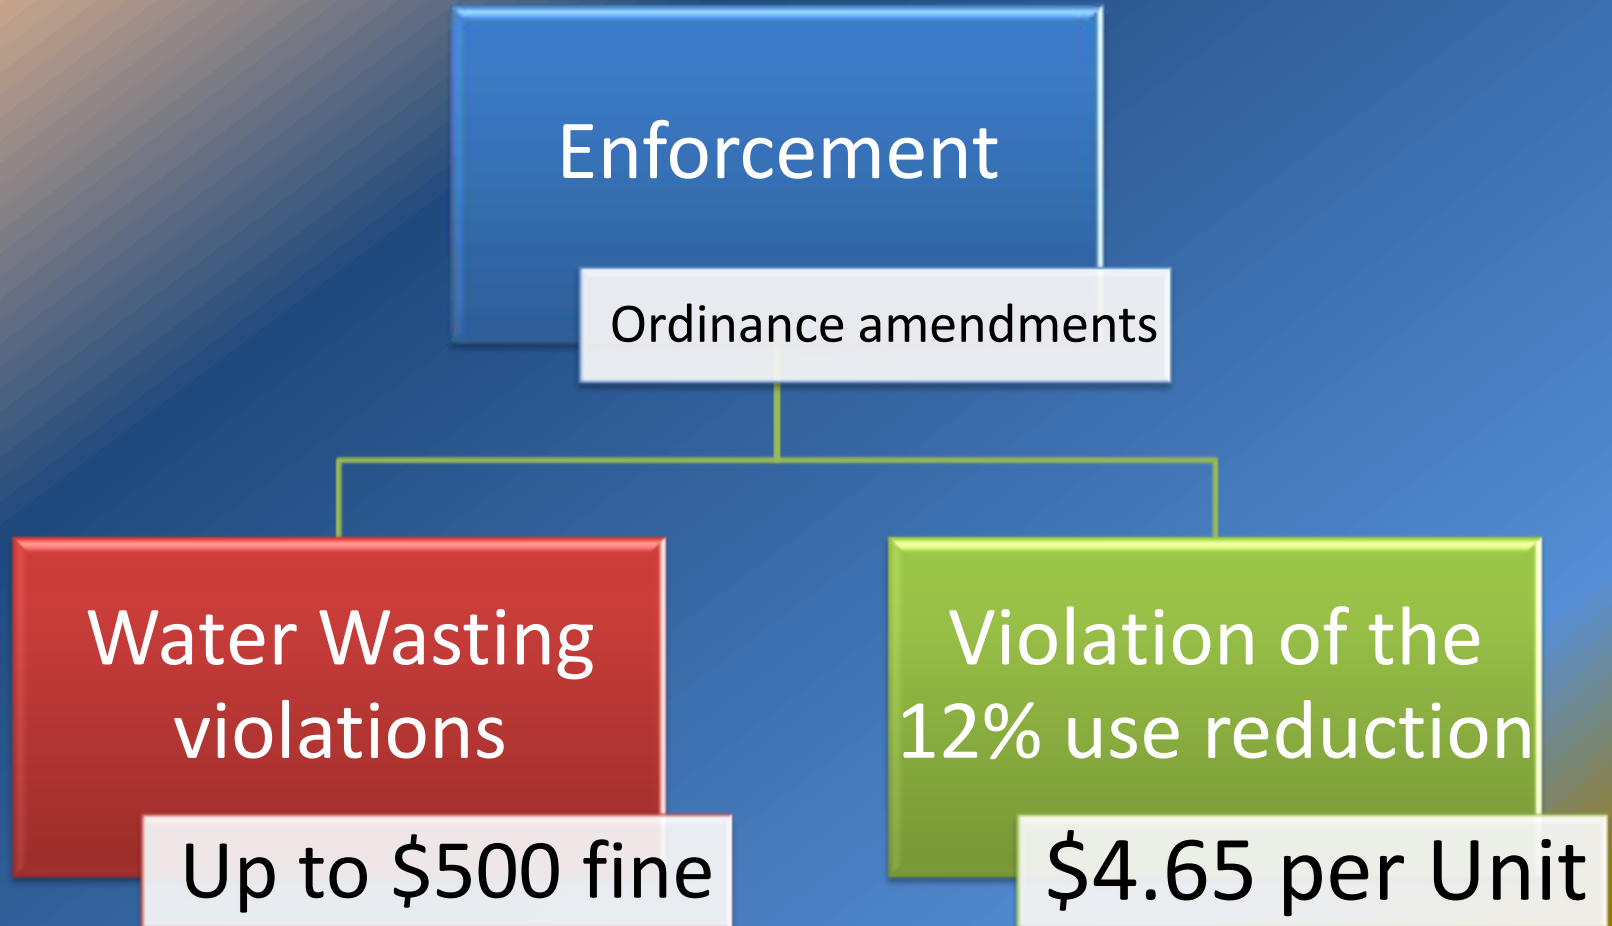 Enforcement
Ordinance amendments
Water Wasting
violations
Up to $500 fine
Violation of the
12% use reduction
$4.65 per Unit